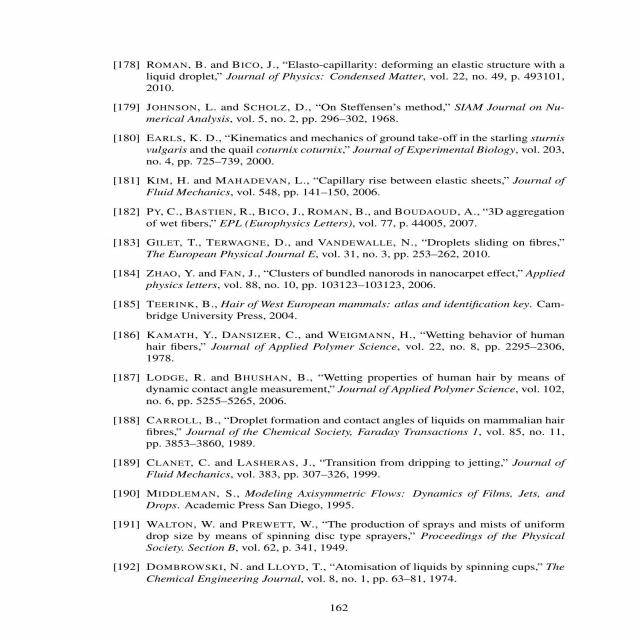 [178] ROMAN, B. and BICO, J., “Elasto-capillarity: deforming an elastic structure with a
liquid droplet,” Journal of Physics: Condensed Matter, vol. 22, no. 49, p. 493101,
2010.
[179] JOHNSON, L. and SCHOLZ, D., “On Steffensen’s method,” SIAM Journal on Nu-
merical Analysis, vol. 5, no. 2, pp. 296–302, 1968.
[180] EARLS, K. D., “Kinematics and mechanics of ground take-off in the starling sturnis
vulgaris and the quail coturnix coturnix,” Journal of Experimental Biology, vol. 203,
no. 4, pp. 725–739, 2000.
[181] KIM, H. and MAHADEVAN, L., “Capillary rise between elastic sheets,” Journal of
Fluid Mechanics, vol. 548, pp. 141–150, 2006.
[182] PY, C., BASTIEN, R., BICO, J., ROMAN, B., and BOUDAOUD, A., “3D aggregation
of wet fibers,” EPL (Europhysics Letters), vol. 77, p. 44005, 2007.
[183] GILET, T., TERWAGNE, D., and VANDEWALLE, N., “Droplets sliding on fibres,”
The European Physical Journal E, vol. 31, no. 3, pp. 253–262, 2010.
[184] ZHAO, Y. and FAN, J., “Clusters of bundled nanorods in nanocarpet effect,” Applied
physics letters, vol. 88, no. 10, pp. 103123–103123, 2006.
[185] TEERINK, B., Hair of West European mammals: atlas and identification key. Cam-
bridge University Press, 2004.
[186] KAMATH, Y., DANSIZER, C., and WEIGMANN, H., “Wetting behavior of human
hair fibers,” Journal of Applied Polymer Science, vol. 22, no. 8, pp. 2295–2306,
1978.
[187] LODGE, R. and BHUSHAN, B., “Wetting properties of human hair by means of
dynamic contact angle measurement,” Journal of Applied Polymer Science, vol. 102,
no. 6, pp. 5255–5265, 2006.
[188] CARROLL, B., “Droplet formation and contact angles of liquids on mammalian hair
fibres,” Journal of the Chemical Society, Faraday Transactions 1, vol. 85, no. 11,
pp. 3853–3860, 1989.
[189] CLANET, C. and LASHERAS, J., “Transition from dripping to jetting,” Journal of
Fluid Mechanics, vol. 383, pp. 307–326, 1999.
[190] MIDDLEMAN, S., Modeling Axisymmetric Flows: Dynamics of Films, Jets, and
Drops. Academic Press San Diego, 1995.
[191] WALTON, W. and PREWETT, W., “The production of sprays and mists of uniform
drop size by means of spinning disc type sprayers,” Proceedings of the Physical
Society. Section B, vol. 62, p. 341, 1949.
[192] DOMBROWSKI, N. and LLOYD, T., “Atomisation of liquids by spinning cups,” The
Chemical Engineering Journal, vol. 8, no. 1, pp. 63–81, 1974.
162